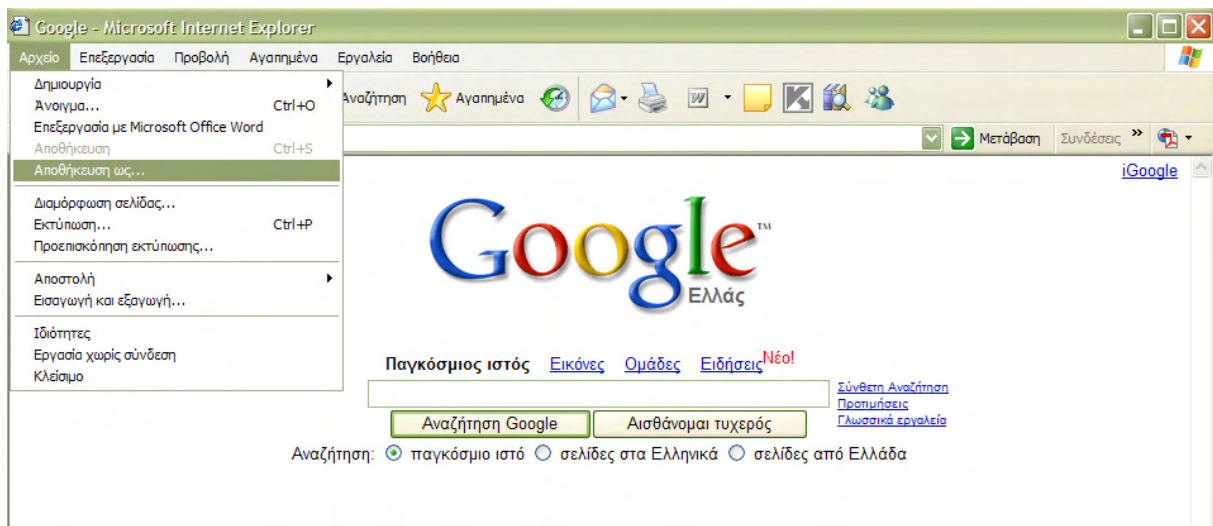 Google - Microsoft Internet Explorer
Αρχείο Επεξεργασία Προβολή Αγαπημένα Εργαλεία Βοήθεια
Δημιουργία
Άνοιγμα... Ctrl+O
Επεξεργασία με Microsoft Office Word
Αποθήκευση Ctrl+S
Αποθήκευση ως...
Διαμόρφωση σελίδας...
Εκτύπωση... Ctrl+P
Προεπισκόπηση εκτύπωσης...
Αποστολή
Εισαγωγή και εξαγωγή...
Ιδιότητες
Εργασία χωρίς σύνδεση
Κλείσιμο
Αναζήτηση Αγαπημένα
Μετάβαση Συνδέσεις »
iGoogle
Google™
Ελλάς
Παγκόσμιος ιστός Εικόνες Ομάδες Ειδήσεις Νέο!
Σύνθετη Αναζήτηση
Προτιμήσεις
Γλωσσικά εργαλεία
Αναζήτηση Google Αισθάνομαι τυχερός
Αναζήτηση: παγκόσμιο ιστό σελίδες στα Ελληνικά σελίδες από Ελλάδα